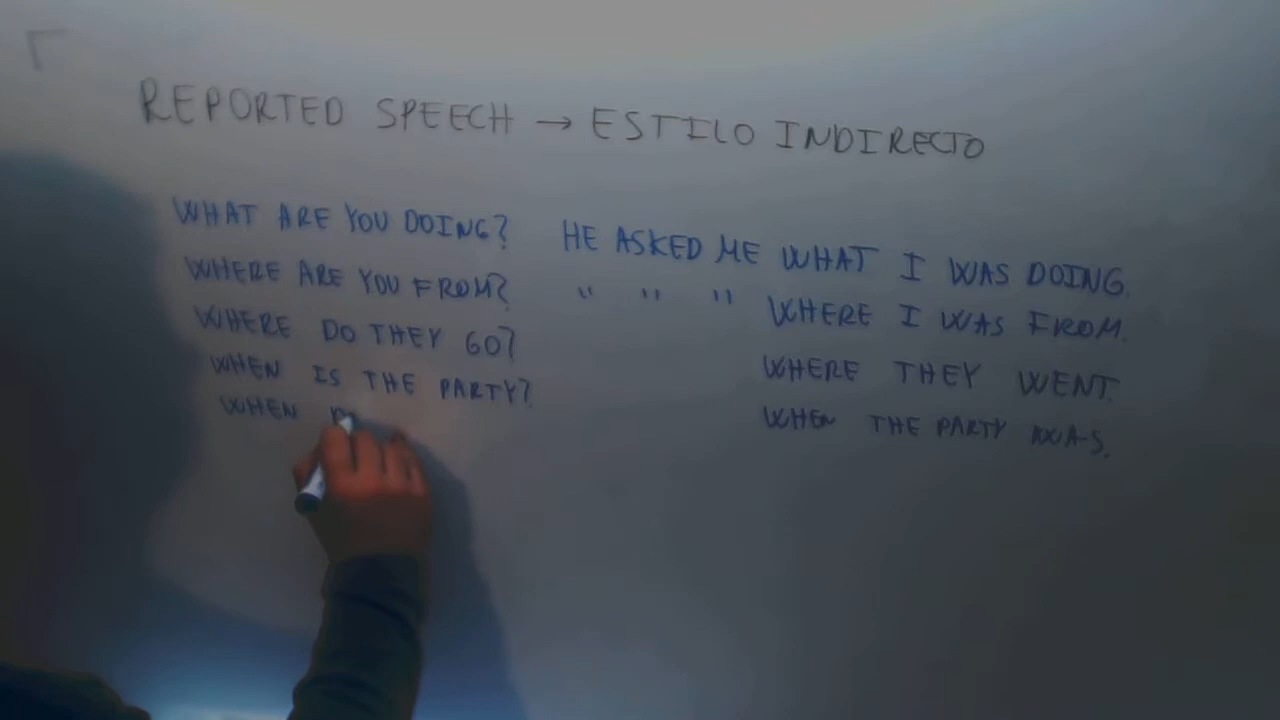 REPORTED SPEECH → ESTILO INDIRECTO
WHAT ARE YOU DOING? HE ASKED ME WHAT I WAS DOING.
WHERE ARE YOU FROM? " " " WHERE I WAS FROM.
WHERE DO THEY GO? WHERE THEY WENT.
WHEN IS THE PARTY? WHEN THE PARTY WAS.
WHEN